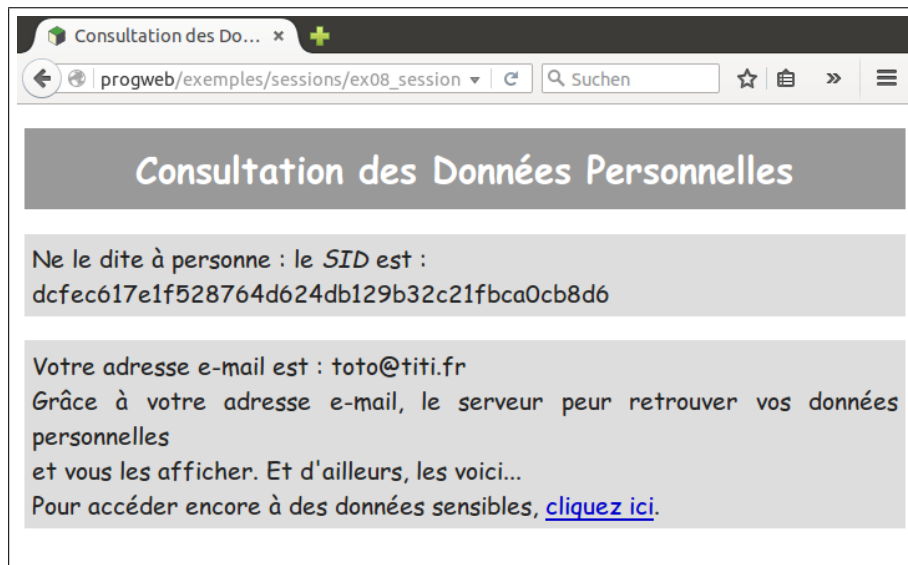 Consultation des Do... ×
progweb/exemples/sessions/ex08_session
Suchen
»
Consultation des Données Personnelles
Ne le dite à personne : le SID est :
dcfec617e1f528764d624db129b32c21fbca0cb8d6
Votre adresse e-mail est : toto@titi.fr
Grâce à votre adresse e-mail, le serveur peur retrouver vos données
personnelles
et vous les afficher. Et d'ailleurs, les voici...
Pour accéder encore à des données sensibles, cliquez ici.